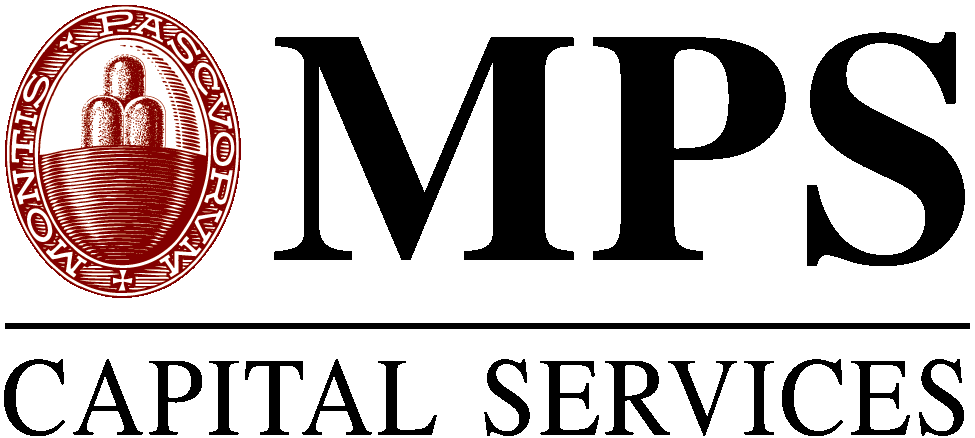 MONTIS PASCVORVM
MPS
CAPITAL SERVICES